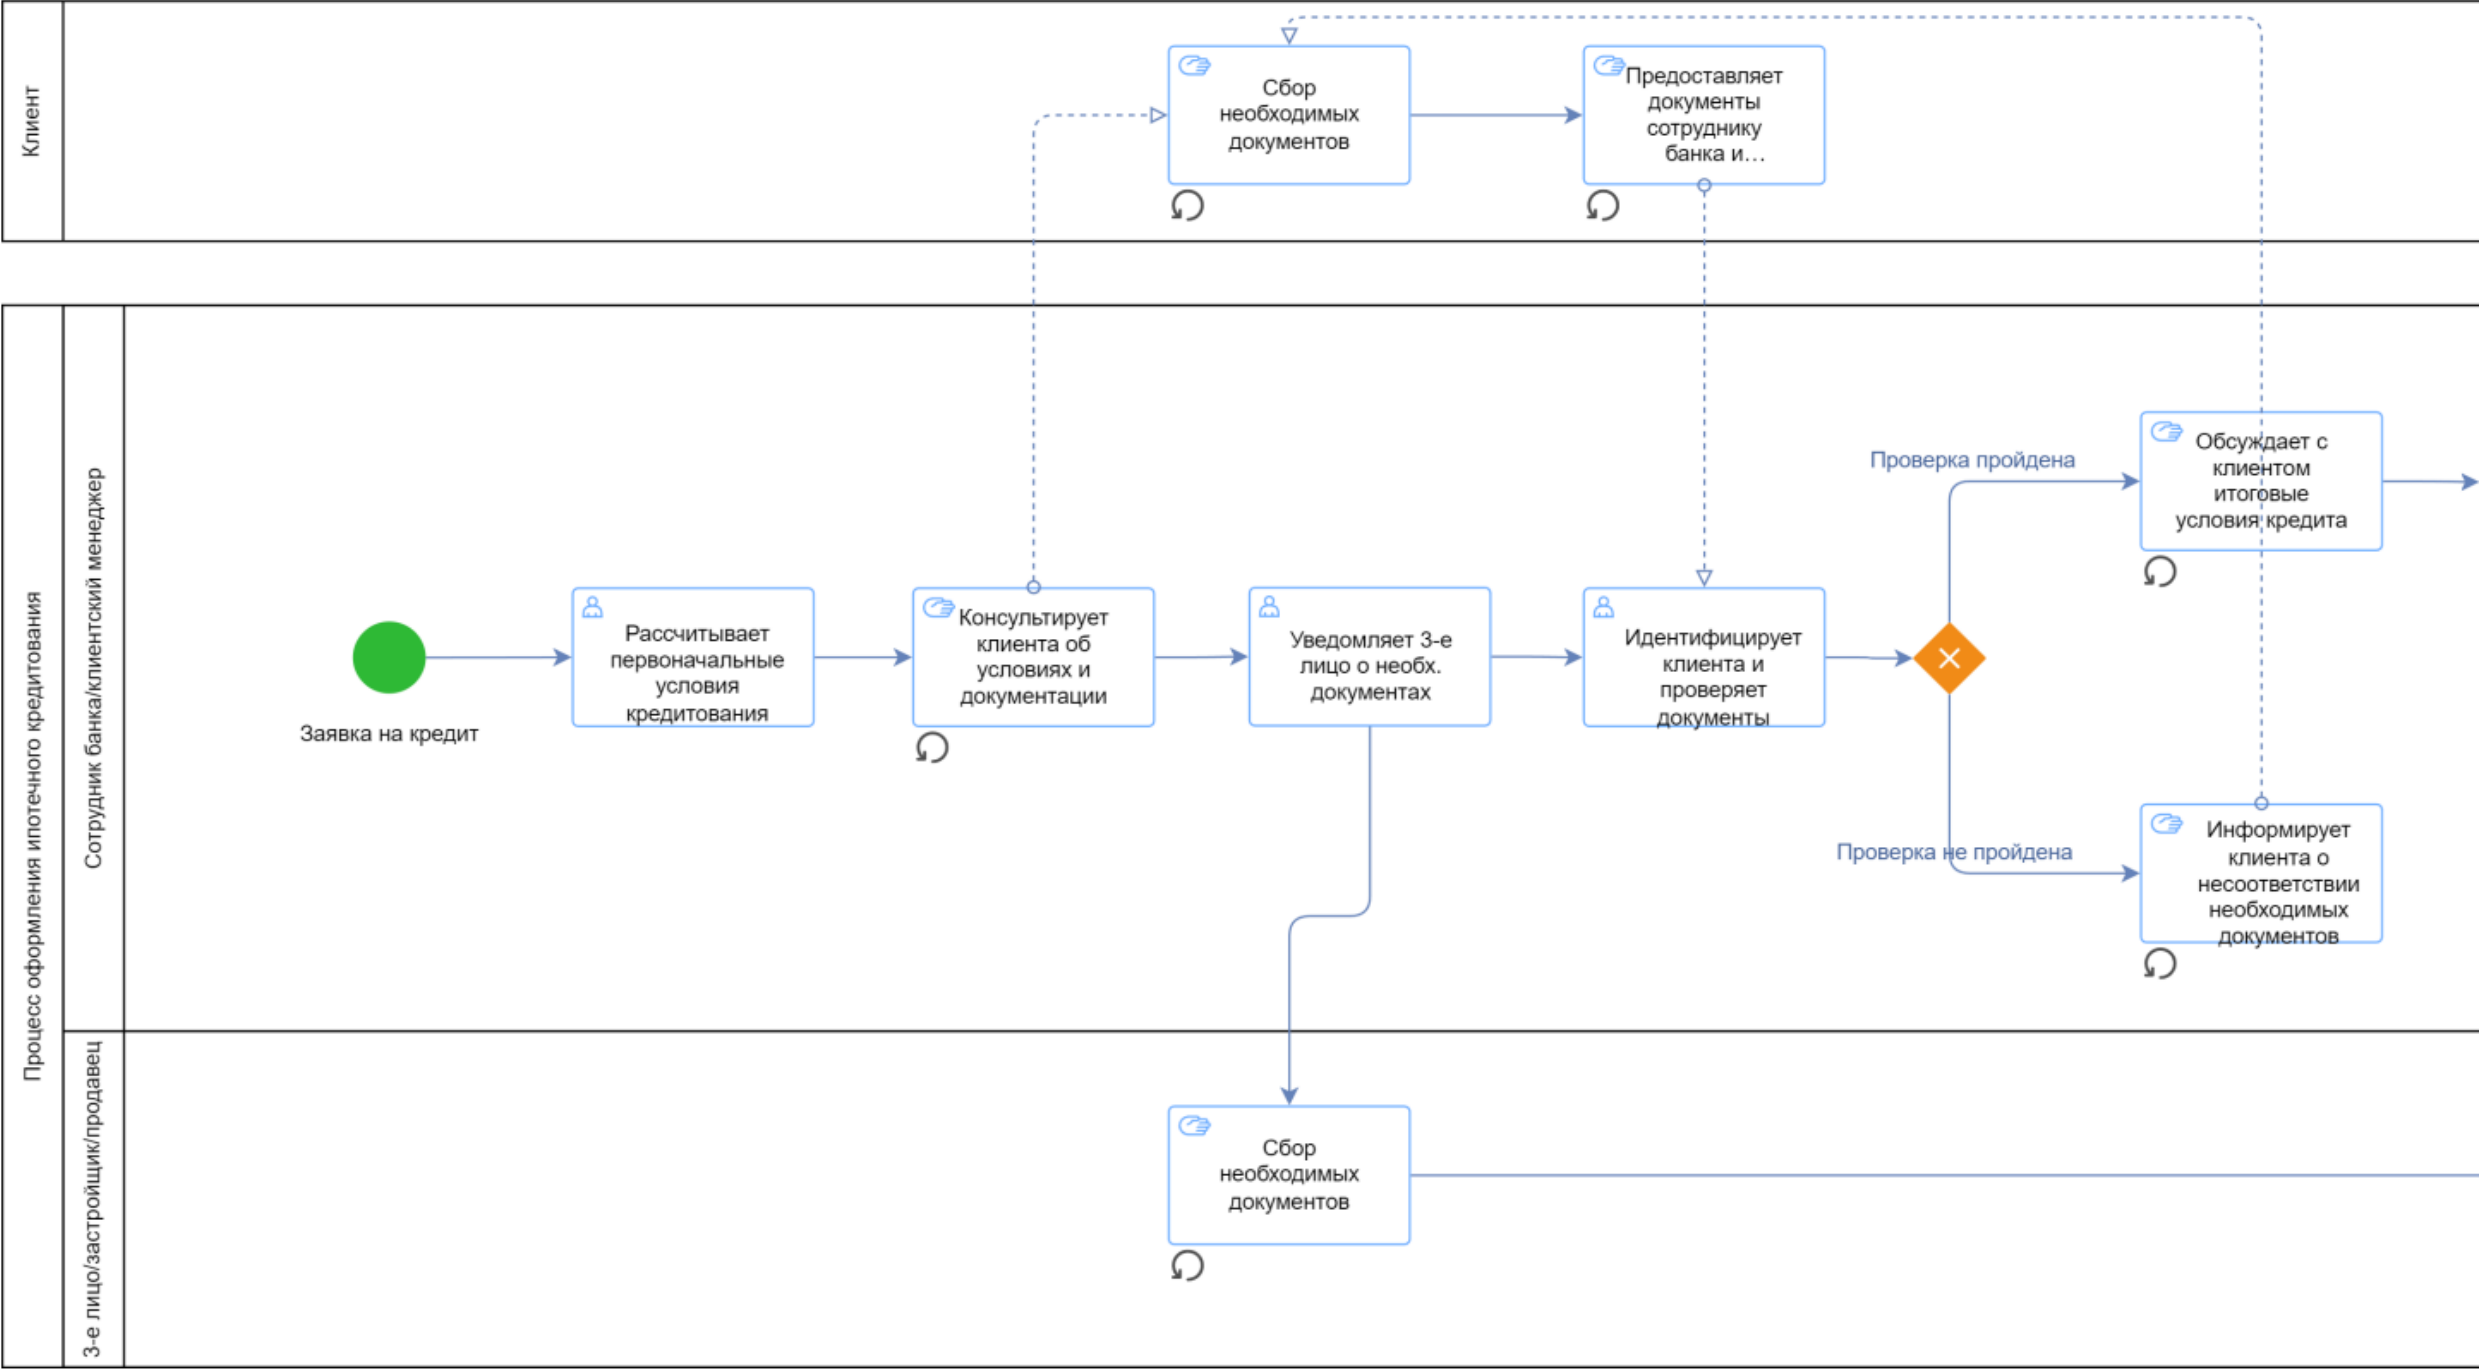 Клиент
Сбор
необходимых
документов
Предоставляет
документы
сотруднику
банка и…
Процесс оформления ипотечного кредитования
Сотрудник банка/клиентский менеджер
Заявка на кредит
Рассчитывает
первоначальные
условия
кредитования
Консультирует
клиента об
условиях и
документации
Уведомляет 3-е
лицо о необх.
документах
Идентифицирует
клиента и
проверяет
документы
Проверка пройдена
Обсуждает с
клиентом
итоговые
условия кредита
Проверка не пройдена
Информирует
клиента о
несоответствии
необходимых
документов
3-е лицо/застройщик/продавец
Сбор
необходимых
документов